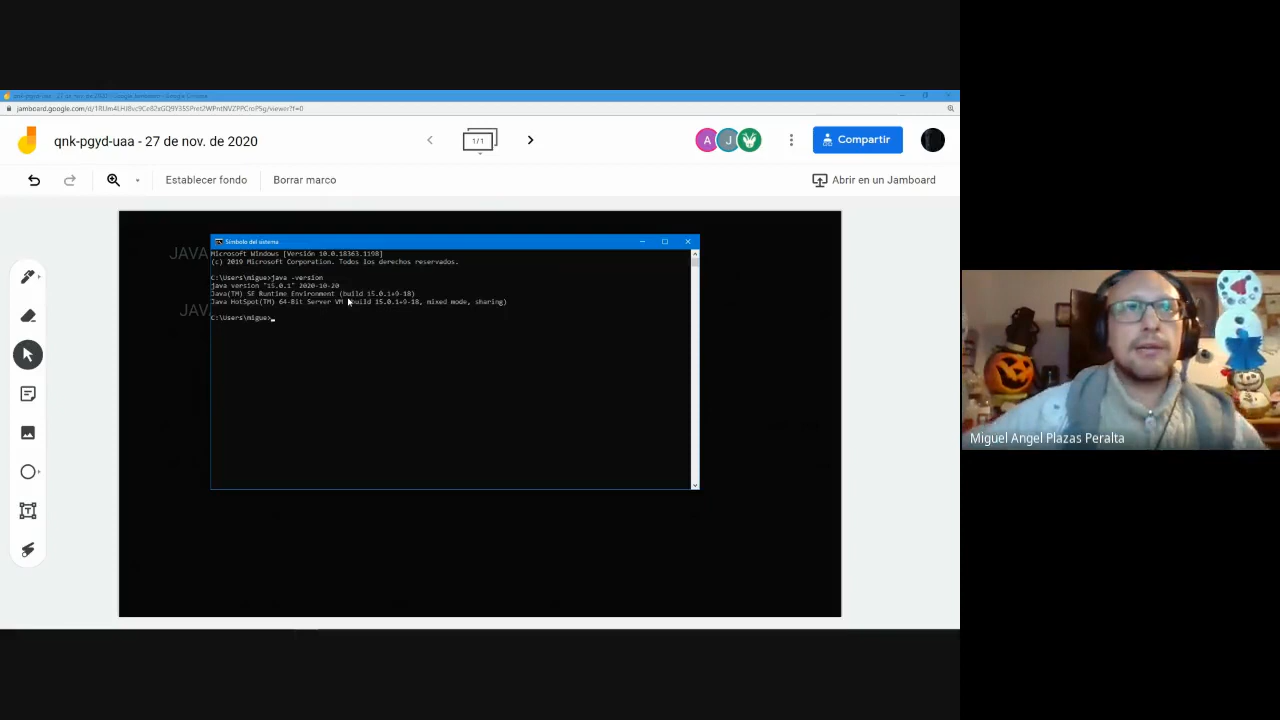 qnk-pgyd-uaa - 27 de nov. de 2020
1/1
A
J
Compartir
Establecer fondo
Borrar marco
Abrir en un Jamboard
JAVA
JAVA
Símbolo del sistema
Microsoft Windows [Versión 10.0.18363.1198]
(c) 2019 Microsoft Corporation. Todos los derechos reservados.
C:\Users\migue>java -version
java version "15.0.1" 2020-10-20
Java(TM) SE Runtime Environment (build 15.0.1+9-18)
Java HotSpot(TM) 64-Bit Server VM (build 15.0.1+9-18, mixed mode, sharing)
C:\Users\migue>
Miguel Angel Plazas Peralta